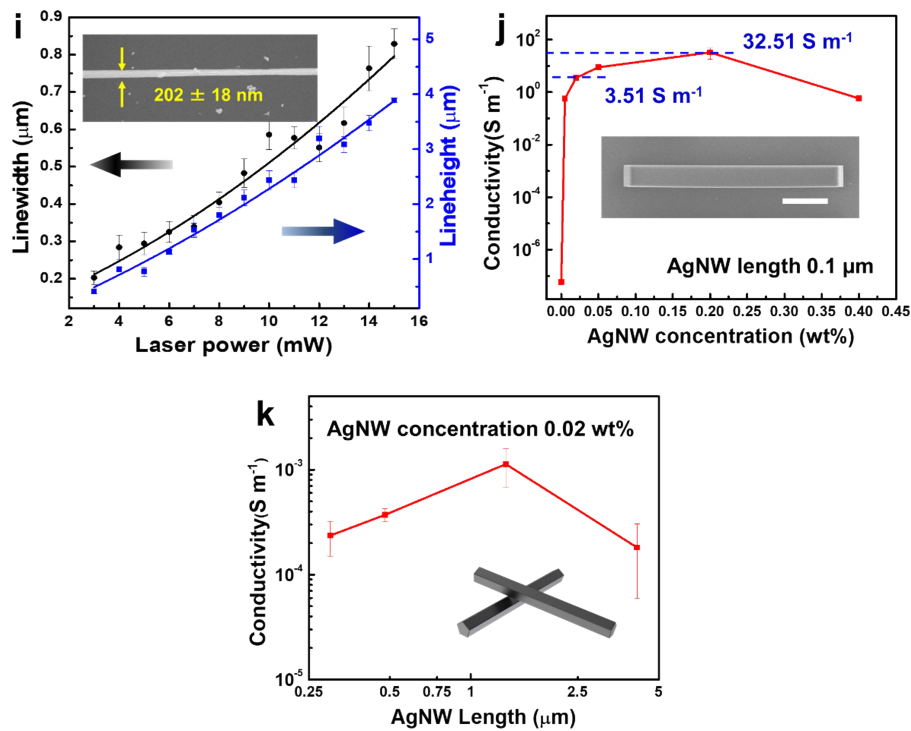 i
Linewidth (μm)
0.9
0.8
0.7
0.6
0.5
0.4
0.3
0.2
202 ± 18 nm
5
4
3
2
1
Lineheight (μm)
2 4 6 8 10 12 14 16
Laser power (mW)
j
Conductivity(S m⁻¹)
10²
10⁰
10⁻²
10⁻⁴
10⁻⁶
32.51 S m⁻¹
3.51 S m⁻¹
AgNW length 0.1 μm
0.00 0.05 0.10 0.15 0.20 0.25 0.30 0.35 0.40 0.45
AgNW concentration (wt%)
k
Conductivity(S m⁻¹)
AgNW concentration 0.02 wt%
10⁻³
10⁻⁴
10⁻⁵
0.25 0.5 0.75 1 2.5 5
AgNW Length (μm)